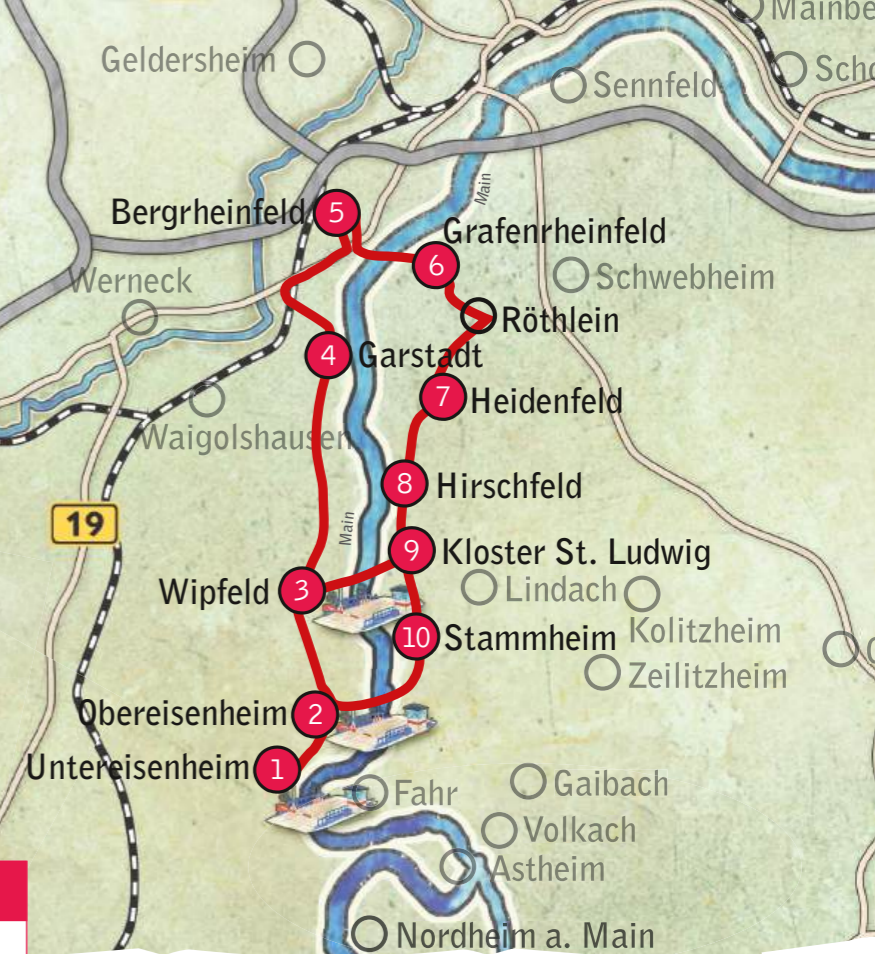 Mainbe
Geldersheim
Sennfeld
Main
Bergrheinfeld 5
Grafenrheinfeld
6
Schwebheim
Werneck
Röthlein
4 Garstadt
7 Heidenfeld
Waigolshausen
8 Hirschfeld
19
Main
9 Kloster St. Ludwig
Wipfeld 3
Lindach
Kolitzheim
10 Stammheim
Zeilitzheim
Obereisenheim 2
Untereisenheim 1
Gaibach
Fahr
Volkach
Astheim
Nordheim a. Main